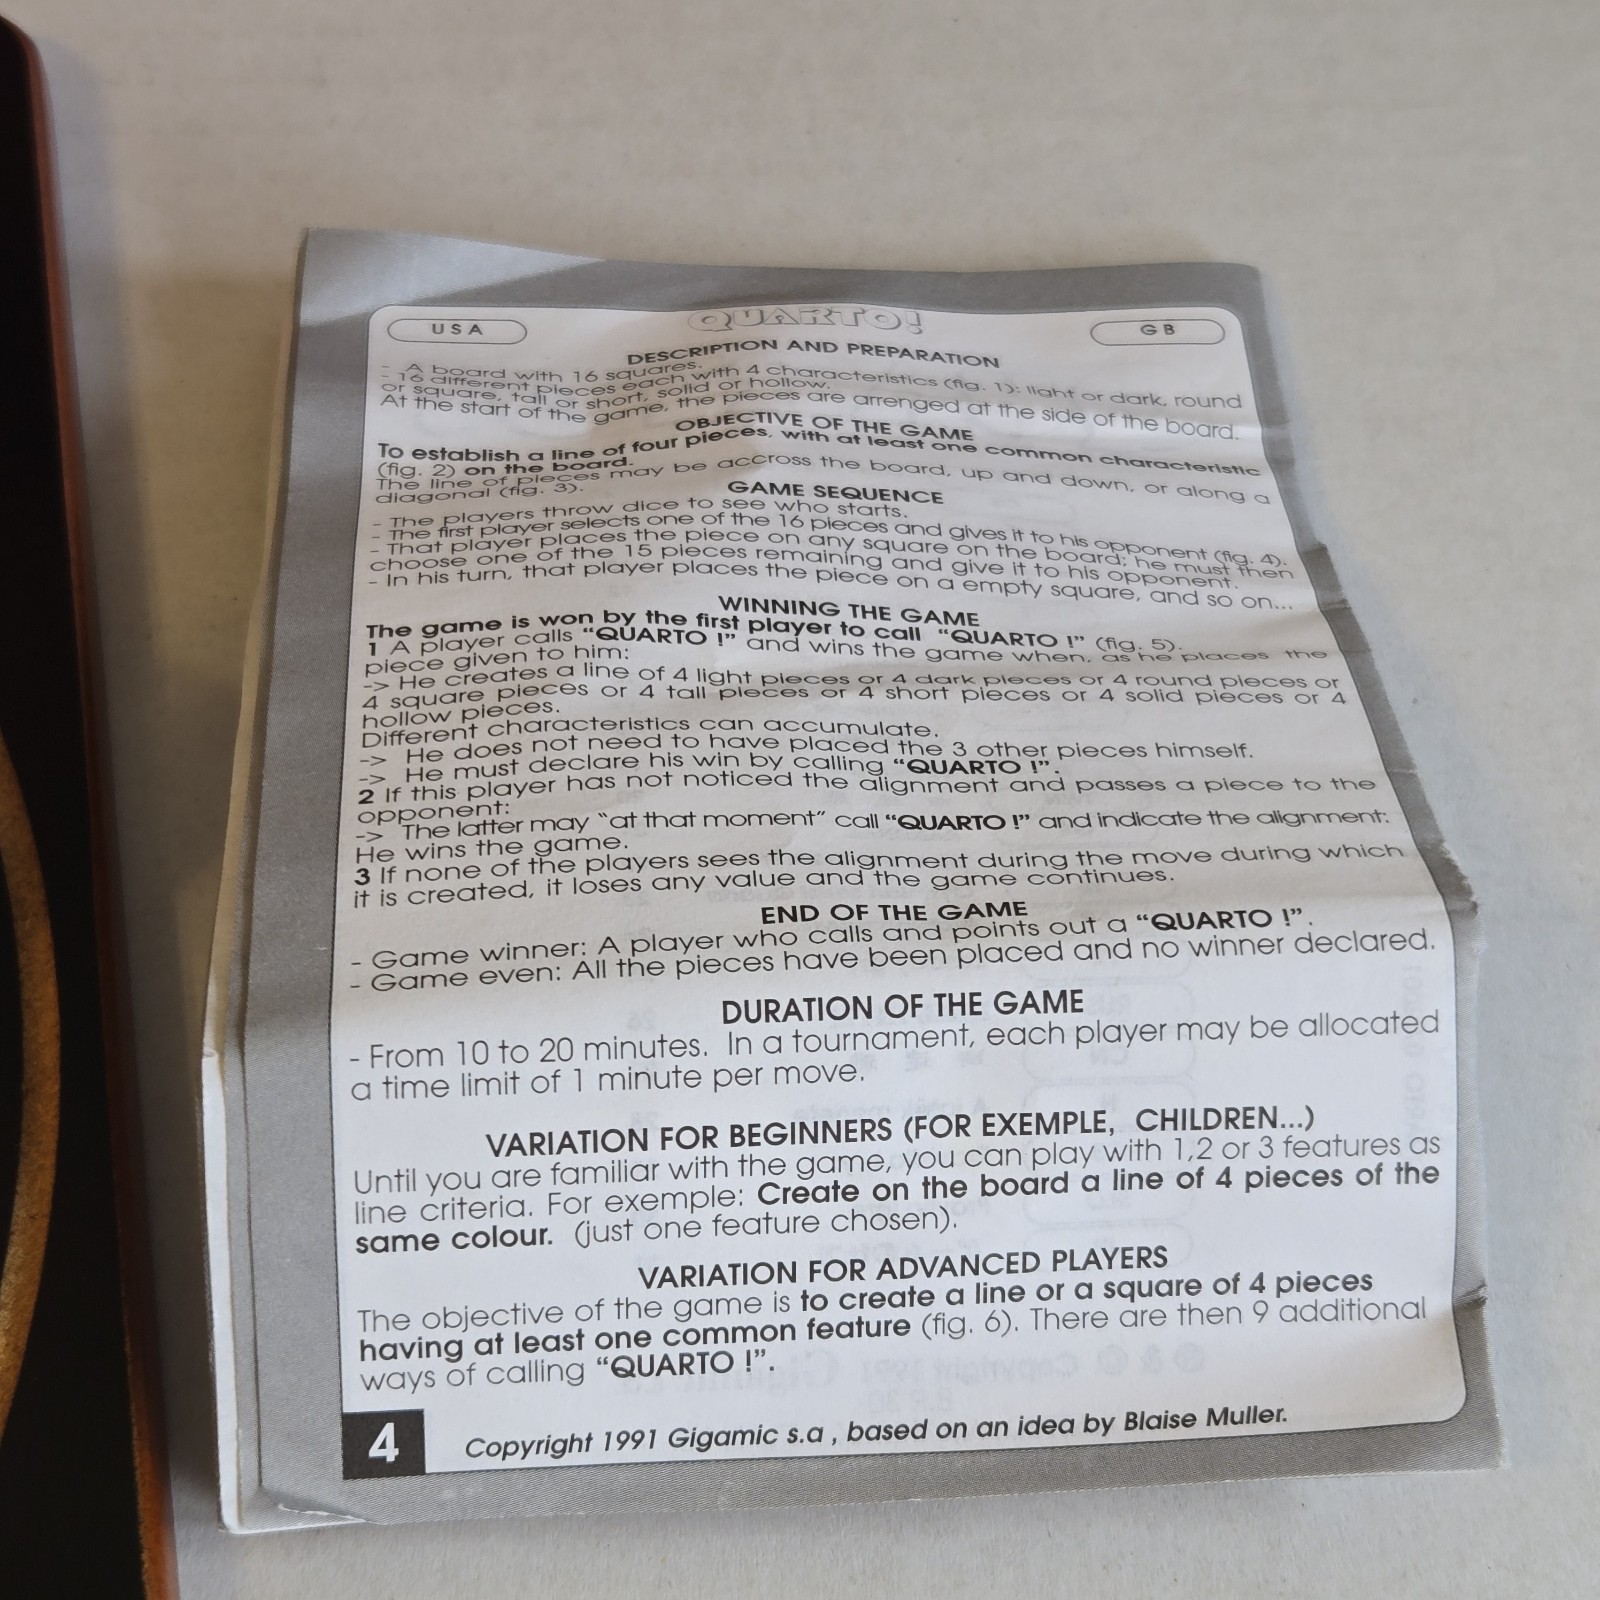 USA
QUARTO!
GB
DESCRIPTION AND PREPARATION
- A board with 16 squares.
- 16 different pieces each with 4 characteristics (fig. 1): light or dark, round
or square, tall or short, solid or hollow.
At the start of the game, the pieces are arranged at the side of the board.
OBJECTIVE OF THE GAME
To establish a line of four pieces, with at least one common characteristic
(fig. 2) on the board.
The line of pieces may be accross the board, up and down, or along a
diagonal (fig. 3).
GAME SEQUENCE
- The players throw dice to see who starts.
- The first player selects one of the 16 pieces and gives it to his opponent (fig. 4).
- That player places the piece on any square on the board; he must then
choose one of the 15 pieces remaining and give it to his opponent.
- In his turn, that player places the piece on a empty square, and so on...
WINNING THE GAME
The game is won by the first player to call "QUARTO !" (fig. 5).
1 A player calls "QUARTO !" and wins the game when, as he places the
piece given to him:
-> He creates a line of 4 light pieces or 4 dark pieces or 4 round pieces or
4 square pieces or 4 tall pieces or 4 short pieces or 4 solid pieces or 4
hollow pieces.
Different characteristics can accumulate.
-> He does not need to have placed the 3 other pieces himself.
-> He must declare his win by calling "QUARTO !".
2 If this player has not noticed the alignment and passes a piece to the
opponent:
-> The latter may "at that moment" call "QUARTO !" and indicate the alignment:
He wins the game.
3 If none of the players sees the alignment during the move during which
it is created, it loses any value and the game continues.
END OF THE GAME
- Game winner: A player who calls and points out a "QUARTO !".
- Game even: All the pieces have been placed and no winner declared.
DURATION OF THE GAME
- From 10 to 20 minutes. In a tournament, each player may be allocated
a time limit of 1 minute per move.
VARIATION FOR BEGINNERS (FOR EXEMPLE, CHILDREN...)
Until you are familiar with the game, you can play with 1,2 or 3 features as
line criteria. For exemple: Create on the board a line of 4 pieces of the
same colour. (just one feature chosen).
VARIATION FOR ADVANCED PLAYERS
The objective of the game is to create a line or a square of 4 pieces
having at least one common feature (fig. 6). There are then 9 additional
ways of calling "QUARTO !".
4
Copyright 1991 Gigamic s.a , based on an idea by Blaise Muller.